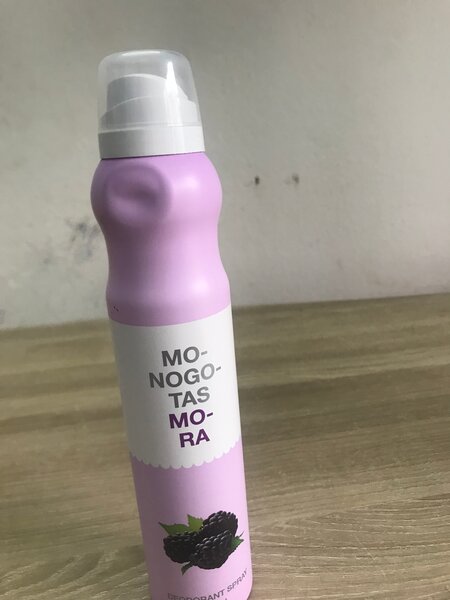 MO-
NOGO-
TAS
MO-
RA
DEODORANT SPRAY